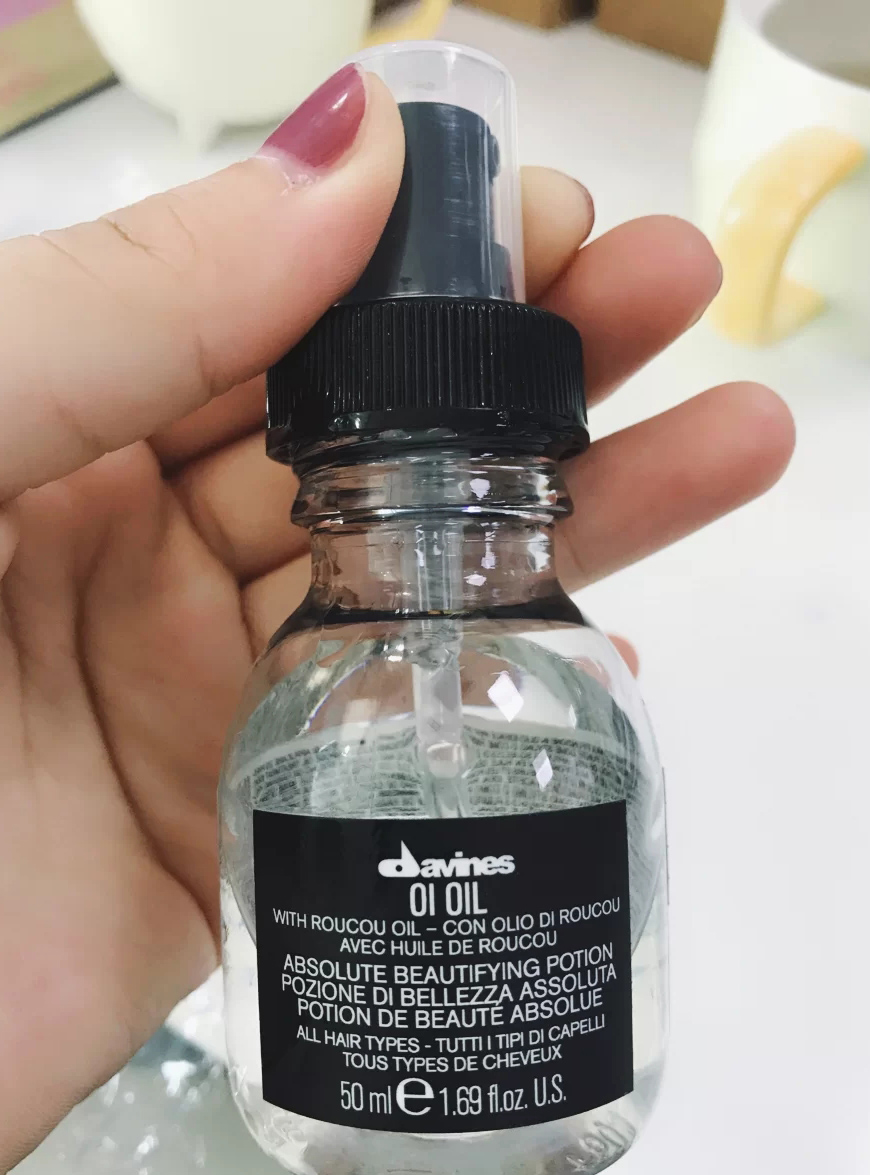 davines
OI OIL
WITH ROUCOU OIL – CON OLIO DI ROUCOU
AVEC HUILE DE ROUCOU
ABSOLUTE BEAUTIFYING POTION
POZIONE DI BELLEZZA ASSOLUTA
POTION DE BEAUTÉ ABSOLUE
ALL HAIR TYPES - TUTTI I TIPI DI CAPELLI
TOUS TYPES DE CHEVEUX
50 ml e 1.69 fl.oz. U.S.